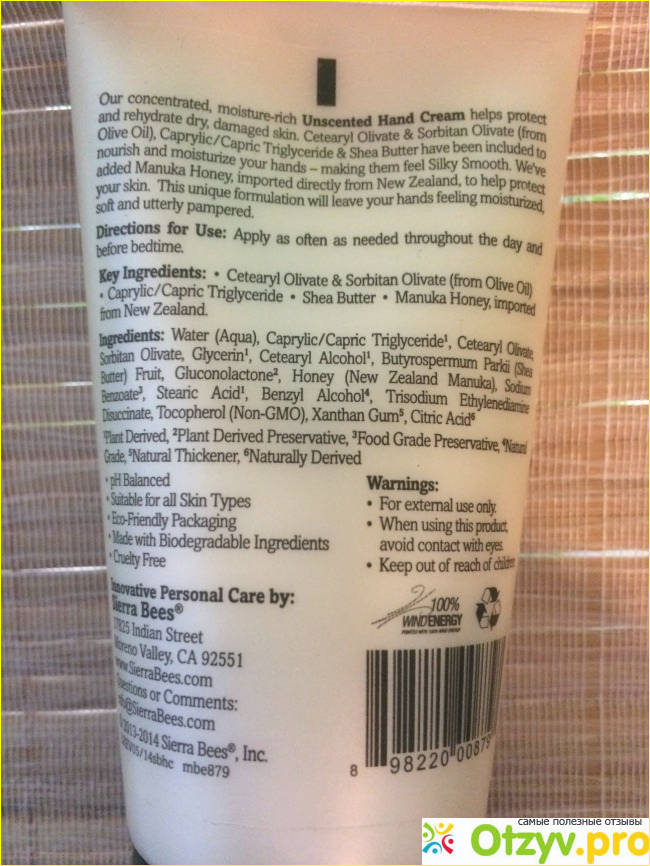 Our concentrated, moisture-rich Unscented Hand Cream helps protect
and rehydrate dry, damaged skin. Cetearyl Olivate & Sorbitan Olivate (from
Olive Oil), Caprylic/Capric Triglyceride & Shea Butter have been included to
nourish and moisturize your hands – making them feel Silky Smooth. We've
added Manuka Honey, imported directly from New Zealand, to help protect
your skin. This unique formulation will leave your hands feeling moisturized,
soft and utterly pampered.
Directions for Use: Apply as often as needed throughout the day and
before bedtime.
Key Ingredients: • Cetearyl Olivate & Sorbitan Olivate (from Olive Oil)
• Caprylic/Capric Triglyceride • Shea Butter • Manuka Honey, imported
from New Zealand.
Ingredients: Water (Aqua), Caprylic/Capric Triglyceride¹, Cetearyl Olivate,
Sorbitan Olivate, Glycerin¹, Cetearyl Alcohol¹, Butyrospermum Parkii (Shea
Butter) Fruit, Gluconolactone², Honey (New Zealand Manuka), Sodium
Benzoate³, Stearic Acid¹, Benzyl Alcohol⁴, Trisodium Ethylenediamine
Disuccinate, Tocopherol (Non-GMO), Xanthan Gum⁵, Citric Acid⁶
¹Plant Derived, ²Plant Derived Preservative, ³Food Grade Preservative, ⁴Natural
Grade, ⁵Natural Thickener, ⁶Naturally Derived
• pH Balanced
• Suitable for all Skin Types
• Eco-Friendly Packaging
• Made with Biodegradable Ingredients
• Cruelty Free
Warnings:
• For external use only.
• When using this product,
avoid contact with eyes.
• Keep out of reach of children.
100%
WINDENERGY
PRINTED WITH 100% WIND ENERGY
Innovative Personal Care by:
Sierra Bees®
Indian Street
Moreno Valley, CA 92551
www.SierraBees.com
Questions or Comments:
info@SierraBees.com
©2013-2014 Sierra Bees®, Inc.
REV05/14sbhc mbe879
8 98220 00879
самые полезные отзывы
Otzyv.pro